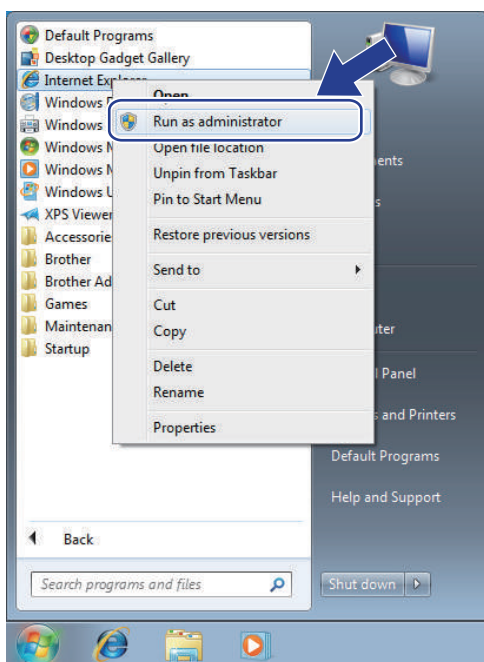 Default Programs
Desktop Gadget Gallery
Internet Explorer
Windows
Windows
Windows
Windows
Windows
XPS Viewer
Accessorie
Brother
Brother Ad
Games
Maintenan
Startup
Back
Search programs and files
Open
Run as administrator
Open file location
Unpin from Taskbar
Pin to Start Menu
Restore previous versions
Send to
Cut
Copy
Delete
Rename
Properties
ents
s
uter
l Panel
s and Printers
Default Programs
Help and Support
Shut down